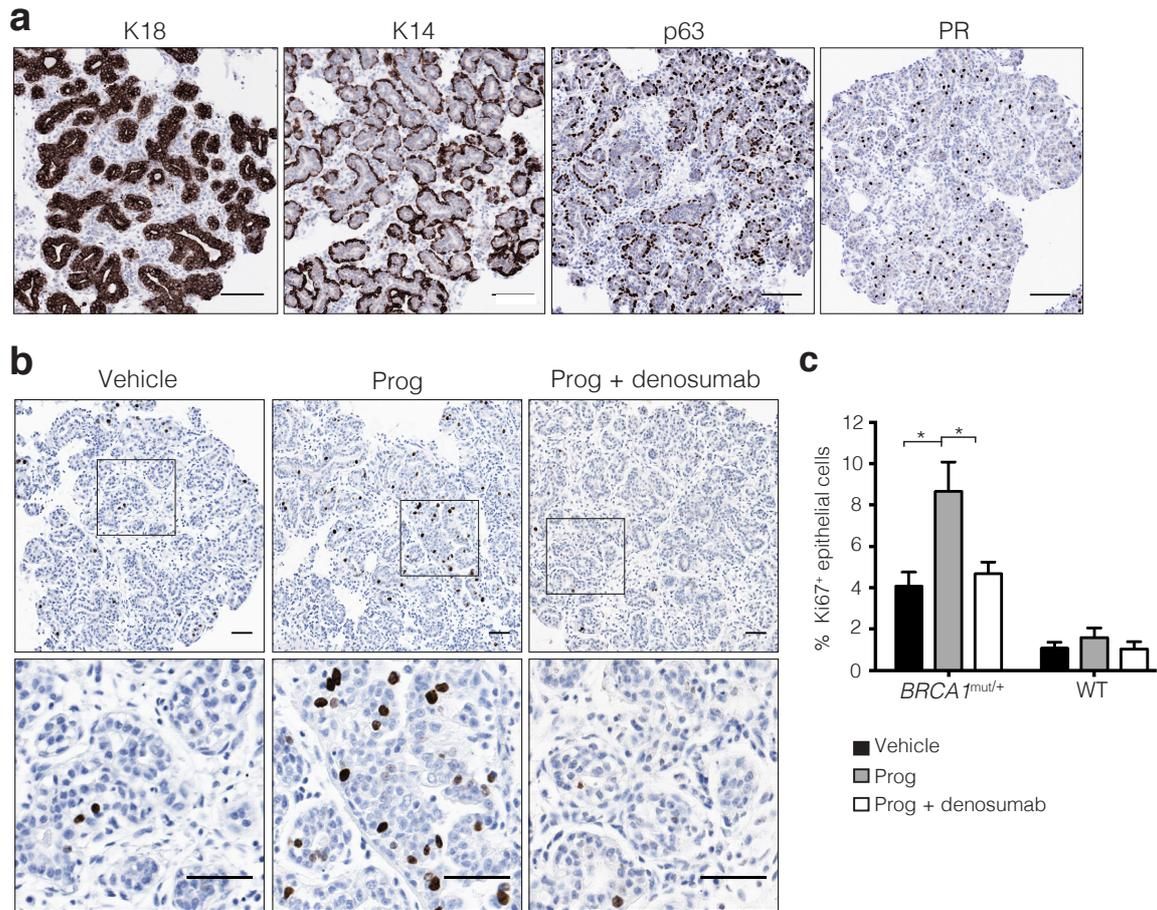 a
K18
K14
p63
PR
b
Vehicle
Prog
Prog + denosumab
c
% Ki67⁺ epithelial cells
12
10
8
6
4
2
0
*
*
BRCA1mut/+
WT
Vehicle
Prog
Prog + denosumab